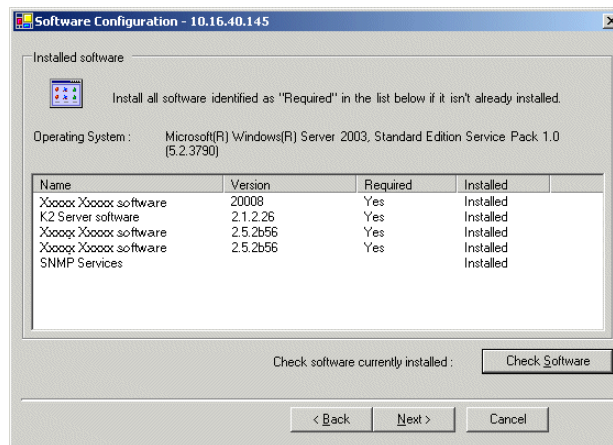 Software Configuration - 10.16.40.145
Installed software
Install all software identified as "Required" in the list below if it isn't already installed.
Operating System : Microsoft(R) Windows(R) Server 2003, Standard Edition Service Pack 1.0
(5.2.3790)
Name Version Required Installed
Xxxxx Xxxxx software 20008 Yes Installed
K2 Server software 2.1.2.26 Yes Installed
Xxxxx Xxxxx software 2.5.2b56 Yes Installed
Xxxxx Xxxxx software 2.5.2b56 Yes Installed
SNMP Services Installed
Check software currently installed : Check Software
< Back Next > Cancel